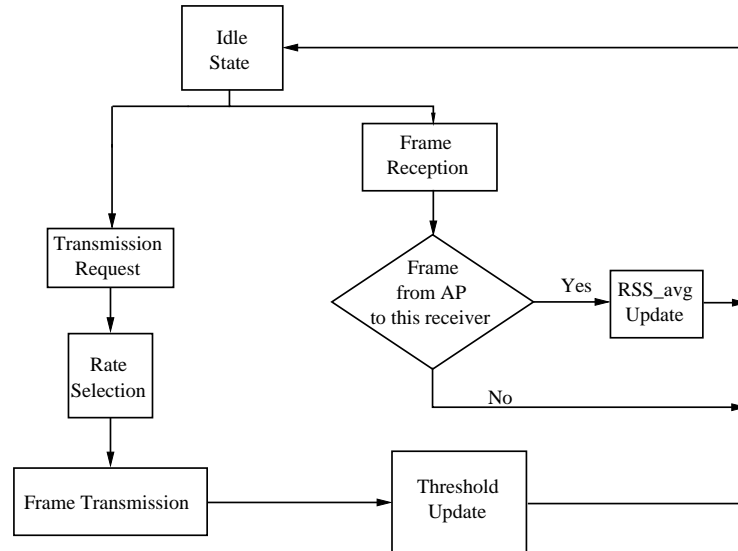 Idle
State
Frame
Reception
Transmission
Request
Frame
from AP
to this receiver
Yes
RSS_avg
Update
Rate
Selection
No
Frame Transmission
Threshold
Update